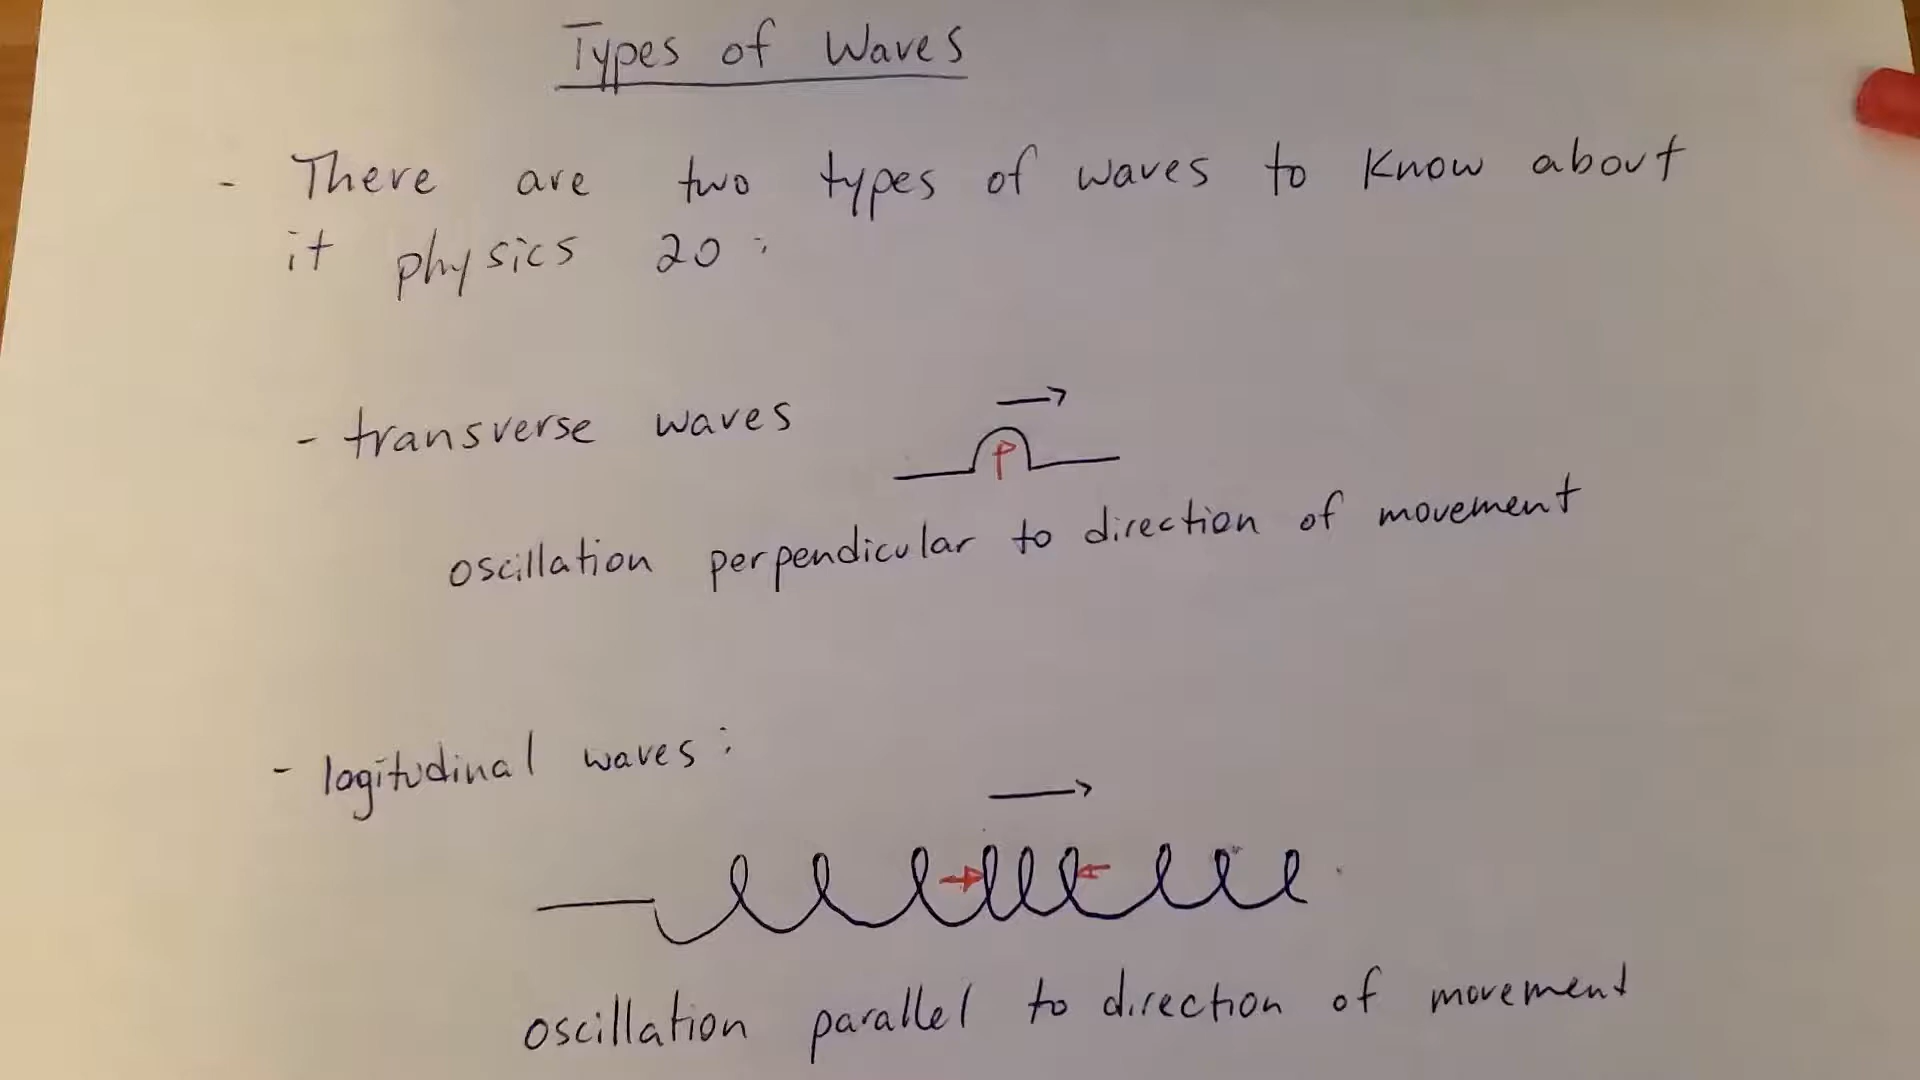 Types of Waves
- There are two types of waves to know about
it physics 20:
- transverse waves
oscillation perpendicular to direction of movement
- logitudinal waves:
oscillation parallel to direction of movement